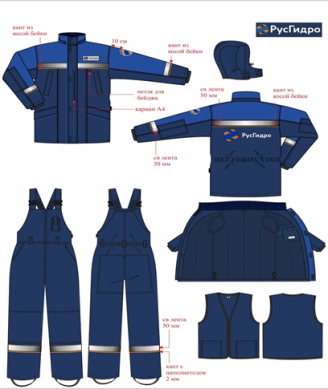 РусГидро
кант из
косой бейки
10 см
кант из
косой бейки
петля для
бейджа
карман А4
св лента
50 мм
кант из
косой бейки
РусГидро
св лента
50 мм
св лента
50 мм
кант с
наполнителем
2 мм